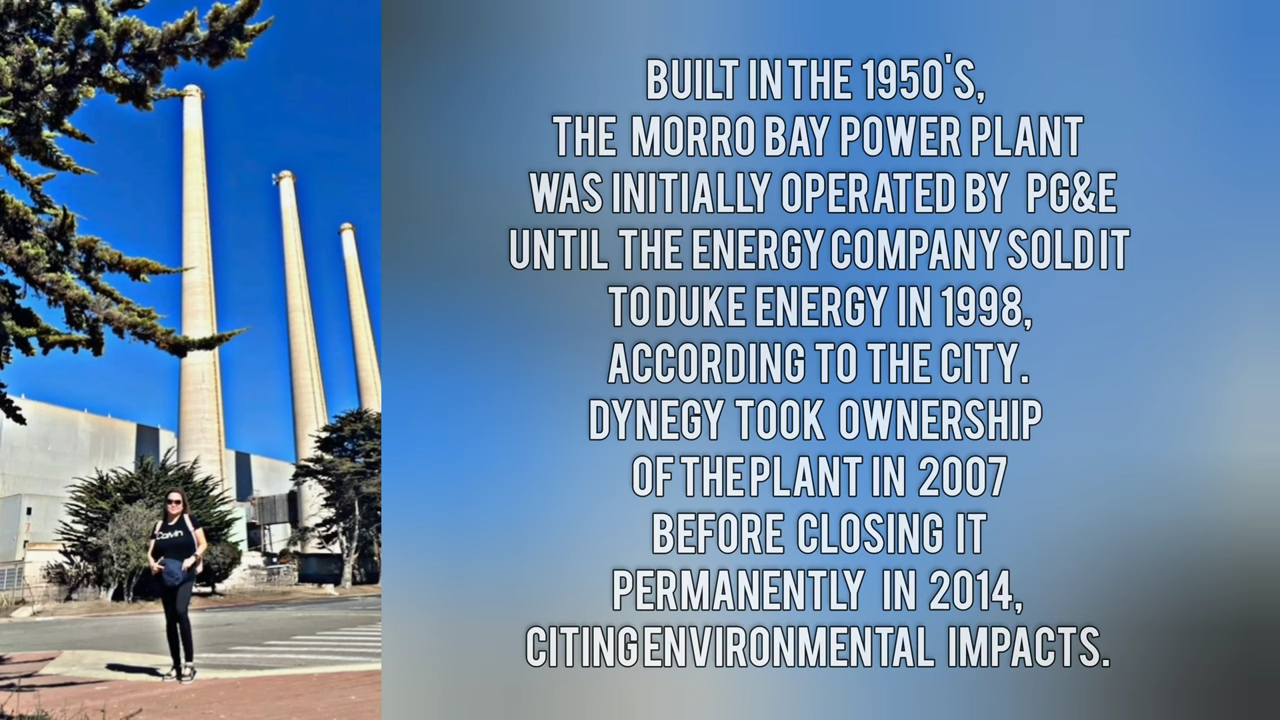 Calvin
BUILT IN THE 1950'S,
THE MORRO BAY POWER PLANT
WAS INITIALLY OPERATED BY PG&E
UNTIL THE ENERGY COMPANY SOLD IT
TO DUKE ENERGY IN 1998,
ACCORDING TO THE CITY.
DYNEGY TOOK OWNERSHIP
OF THE PLANT IN 2007
BEFORE CLOSING IT
PERMANENTLY IN 2014,
CITING ENVIRONMENTAL IMPACTS.